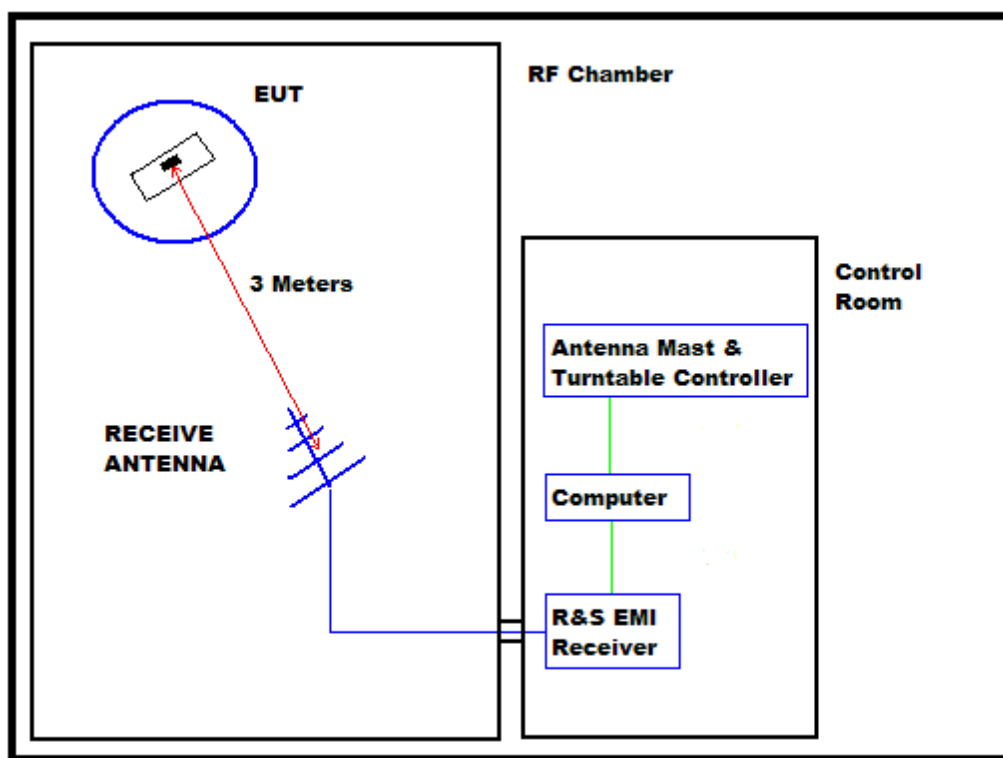 EUT
RF Chamber
3 Meters
Control
Room
Antenna Mast &
Turntable Controller
RECEIVE
ANTENNA
Computer
R&S EMI
Receiver